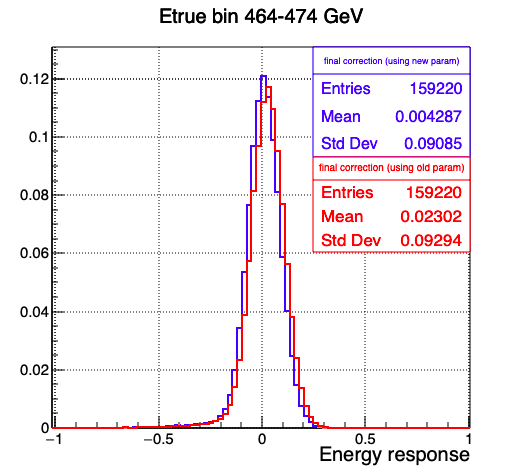 Etrue bin 464-474 GeV
final correction (using new param)
Entries 159220
Mean 0.004287
Std Dev 0.09085
final correction (using old param)
Entries 159220
Mean 0.02302
Std Dev 0.09294
0.12
0.1
0.08
0.06
0.04
0.02
0
−1 −0.5 0 0.5 1
Energy response